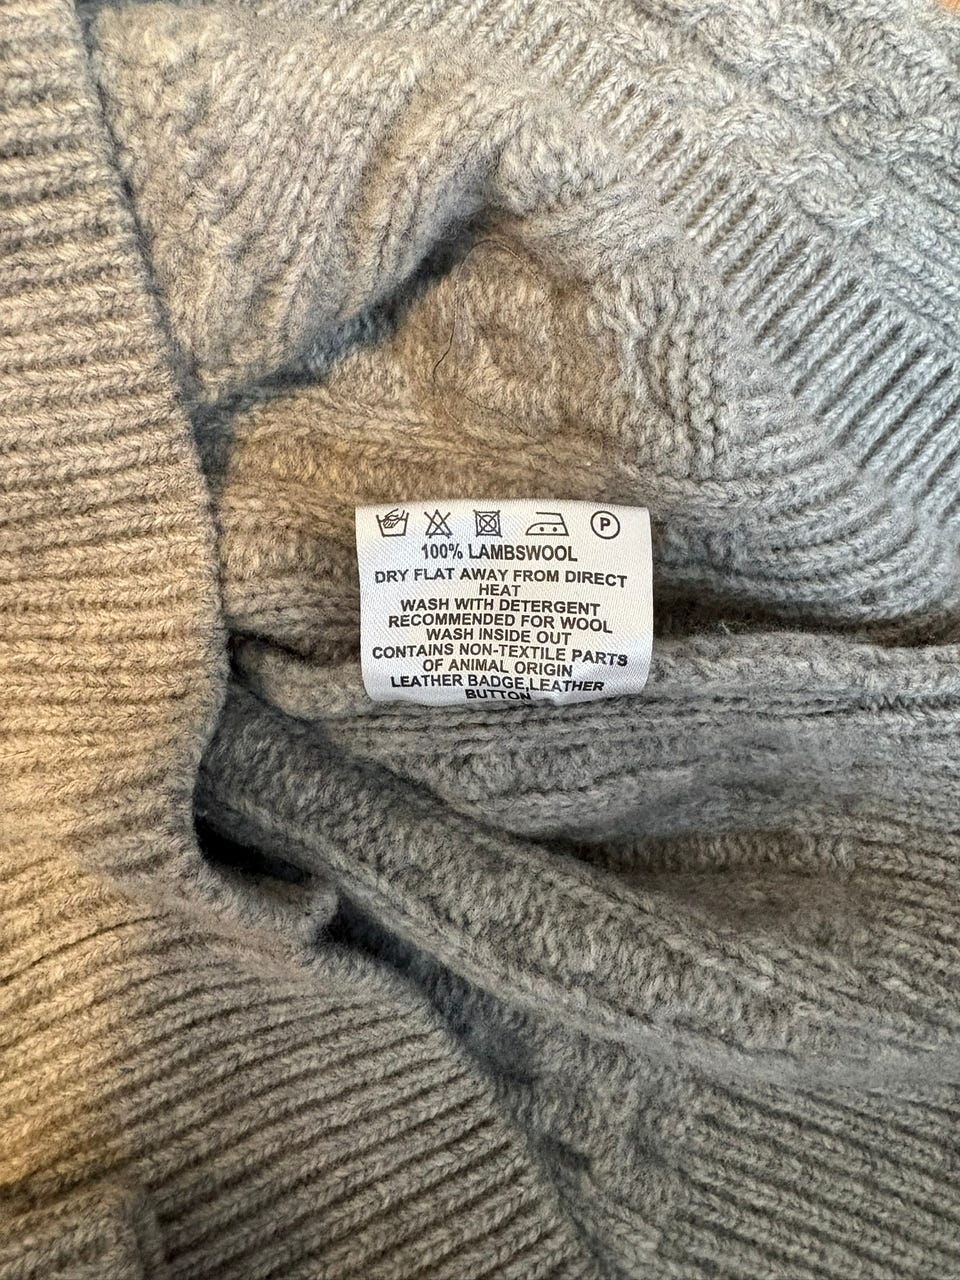 P
100% LAMBSWOOL
DRY FLAT AWAY FROM DIRECT
HEAT
WASH WITH DETERGENT
RECOMMENDED FOR WOOL
WASH INSIDE OUT
CONTAINS NON-TEXTILE PARTS
OF ANIMAL ORIGIN
LEATHER BADGE,LEATHER
BUTTON